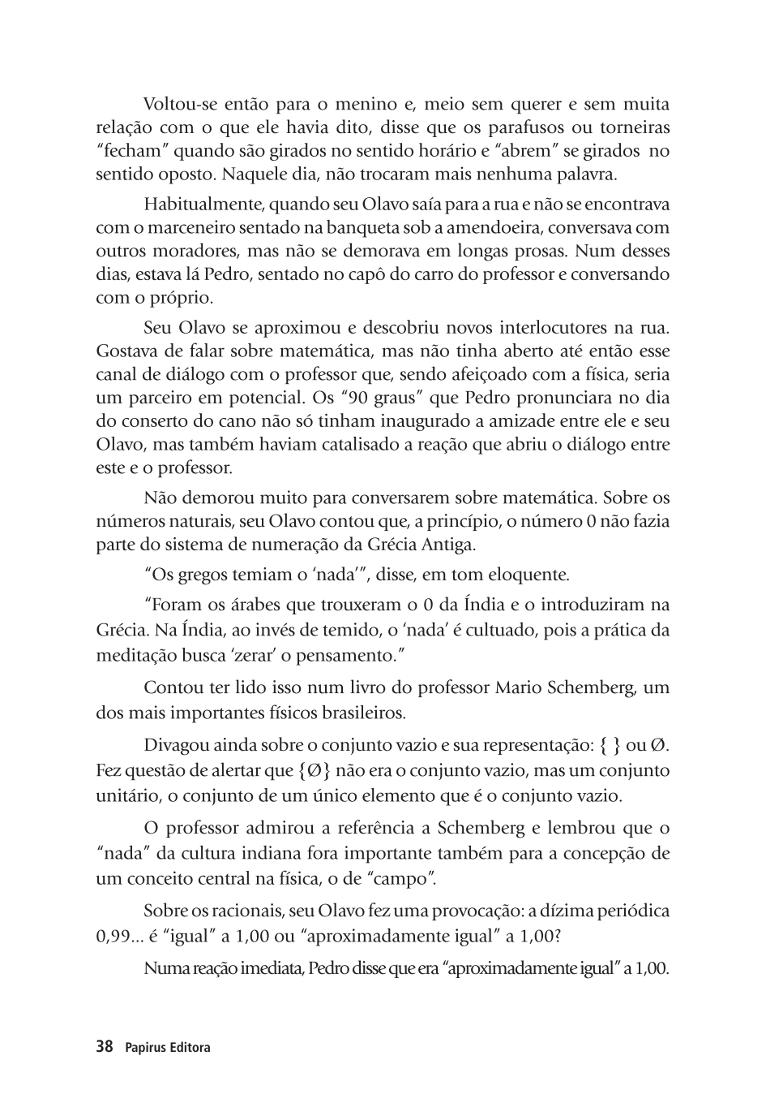 Voltou-se então para o menino e, meio sem querer e sem muita
relação com o que ele havia dito, disse que os parafusos ou torneiras
“fecham” quando são girados no sentido horário e “abrem” se girados no
sentido oposto. Naquele dia, não trocaram mais nenhuma palavra.
Habitualmente, quando seu Olavo saía para a rua e não se encontrava
com o marceneiro sentado na banqueta sob a amendoeira, conversava com
outros moradores, mas não se demorava em longas prosas. Num desses
dias, estava lá Pedro, sentado no capô do carro do professor e conversando
com o próprio.
Seu Olavo se aproximou e descobriu novos interlocutores na rua.
Gostava de falar sobre matemática, mas não tinha aberto até então esse
canal de diálogo com o professor que, sendo afeiçoado com a física, seria
um parceiro em potencial. Os “90 graus” que Pedro pronunciara no dia
do conserto do cano não só tinham inaugurado a amizade entre ele e seu
Olavo, mas também haviam catalisado a reação que abriu o diálogo entre
este e o professor.
Não demorou muito para conversarem sobre matemática. Sobre os
números naturais, seu Olavo contou que, a princípio, o número 0 não fazia
parte do sistema de numeração da Grécia Antiga.
“Os gregos temiam o ‘nada’”, disse, em tom eloquente.
“Foram os árabes que trouxeram o 0 da Índia e o introduziram na
Grécia. Na Índia, ao invés de temido, o ‘nada’ é cultuado, pois a prática da
meditação busca ‘zerar’ o pensamento.”
Contou ter lido isso num livro do professor Mario Schemberg, um
dos mais importantes físicos brasileiros.
Divagou ainda sobre o conjunto vazio e sua representação: { } ou Ø.
Fez questão de alertar que {Ø} não era o conjunto vazio, mas um conjunto
unitário, o conjunto de um único elemento que é o conjunto vazio.
O professor admirou a referência a Schemberg e lembrou que o
“nada” da cultura indiana fora importante também para a concepção de
um conceito central na física, o de “campo”.
Sobre os racionais, seu Olavo fez uma provocação: a dízima periódica
0,99... é “igual” a 1,00 ou “aproximadamente igual” a 1,00?
Numa reação imediata, Pedro disse que era “aproximadamente igual” a 1,00.
38 Papirus Editora